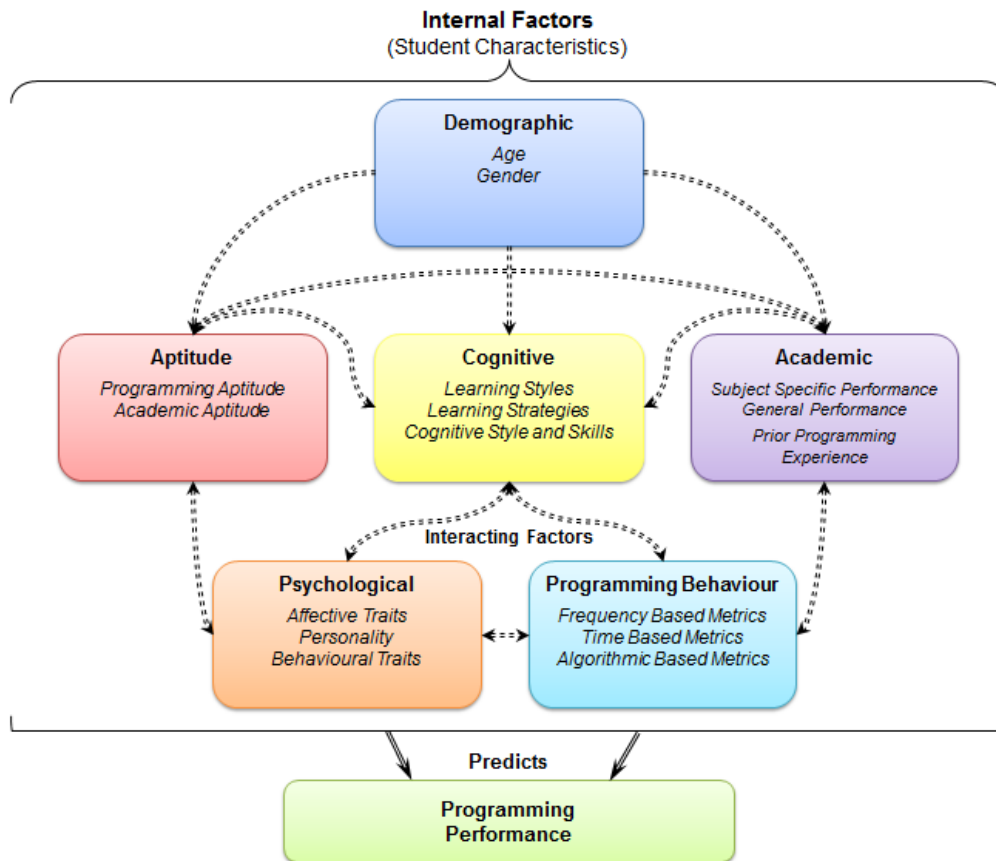 Internal Factors
(Student Characteristics)
Demographic
Age
Gender
Aptitude
Programming Aptitude
Academic Aptitude
Cognitive
Learning Styles
Learning Strategies
Cognitive Style and Skills
Academic
Subject Specific Performance
General Performance
Prior Programming
Experience
Interacting Factors
Psychological
Affective Traits
Personality
Behavioural Traits
Programming Behaviour
Frequency Based Metrics
Time Based Metrics
Algorithmic Based Metrics
Predicts
Programming
Performance